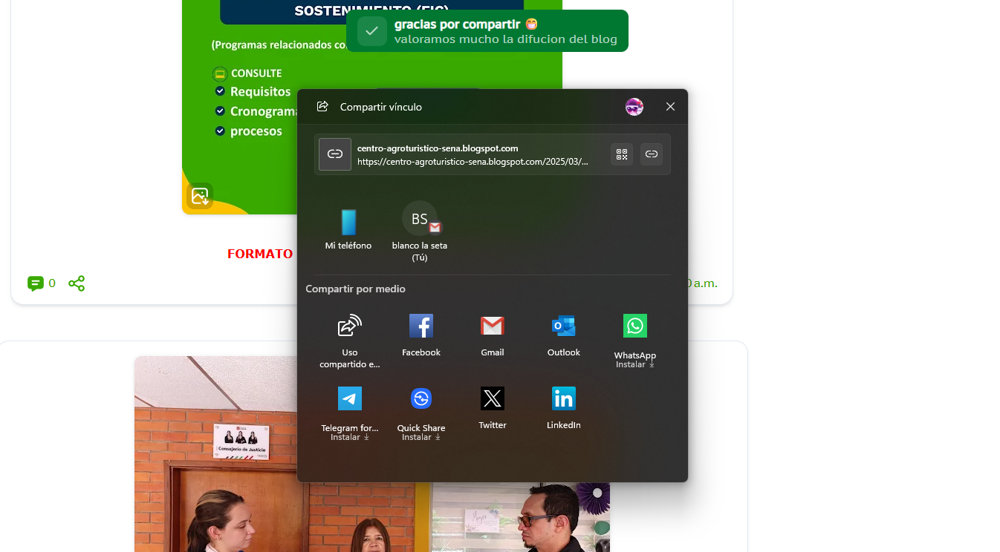 SOSTENIMIENTO (FIC)
gracias por compartir 😁
valoramos mucho la difucion del blog
(Programas relacionados co
CONSULTE
Requisitos
Cronograma
procesos
Compartir vínculo
centro-agroturistico-sena.blogspot.com
https://centro-agroturistico-sena.blogspot.com/2025/03/...
Mi teléfono
BS
blanco la seta
(Tú)
FORMATO
0
0 a.m.
Compartir por medio
Uso
compartido e...
Facebook
Gmail
Outlook
WhatsApp
Instalar
Telegram for...
Instalar
Quick Share
Instalar
Twitter
LinkedIn
Consejería de Justicia